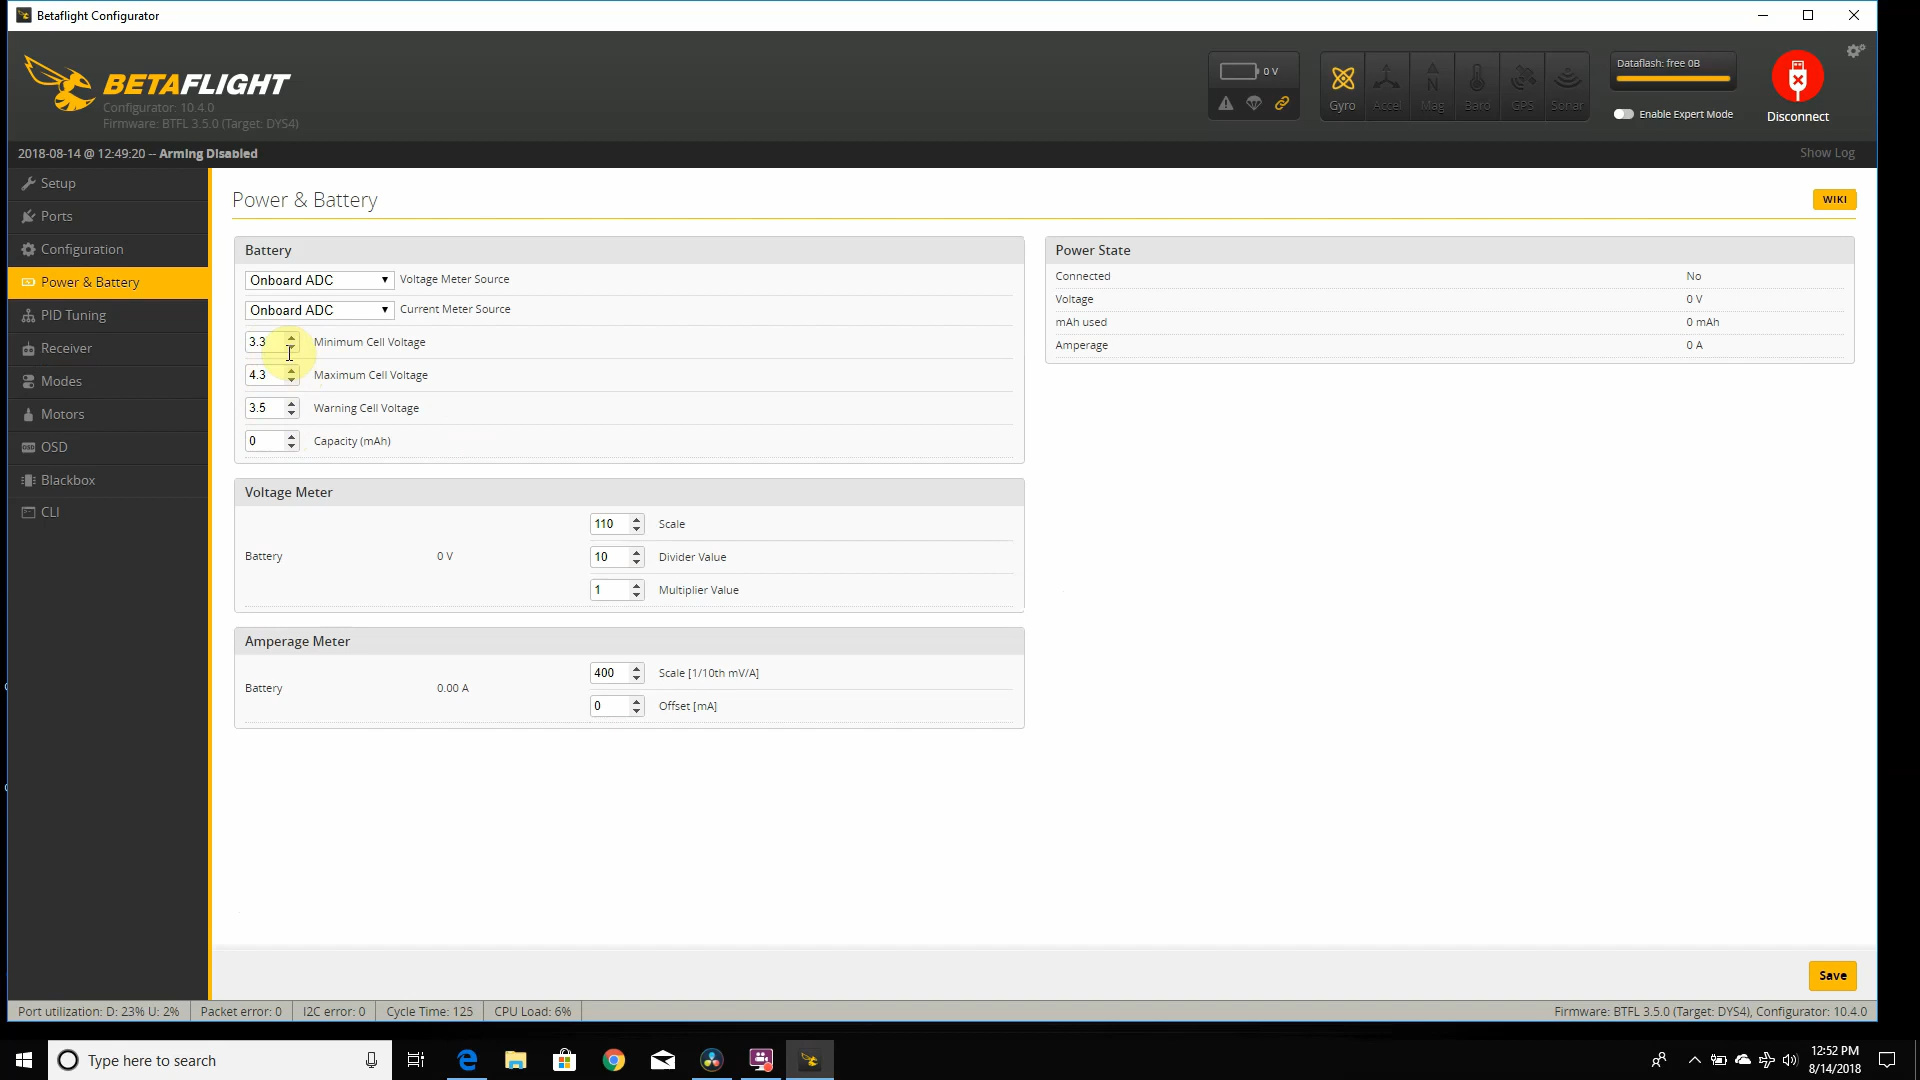 Betaflight Configurator
BETAFLIGHT
Configurator: 10.4.0
Firmware: BTFL 3.5.0 (Target: DYS4)
0 V
Gyro
Accel
Mag
Baro
GPS
Sonar
Dataflash: free 0B
Enable Expert Mode
Disconnect
2018-08-14 @ 12:49:20 -- Arming Disabled
Show Log
Setup
Ports
Configuration
Power & Battery
PID Tuning
Receiver
Modes
Motors
OSD
Blackbox
CLI
Power & Battery
WIKI
Battery
Onboard ADC Voltage Meter Source
Onboard ADC Current Meter Source
3.3 Minimum Cell Voltage
4.3 Maximum Cell Voltage
3.5 Warning Cell Voltage
0 Capacity (mAh)
Power State
Connected No
Voltage 0 V
mAh used 0 mAh
Amperage 0 A
Voltage Meter
Battery 0 V
110 Scale
10 Divider Value
1 Multiplier Value
Amperage Meter
Battery 0.00 A
400 Scale [1/10th mV/A]
0 Offset [mA]
Save
Port utilization: D: 23% U: 2% Packet error: 0 I2C error: 0 Cycle Time: 125 CPU Load: 6% Firmware: BTFL 3.5.0 (Target: DYS4), Configurator: 10.4.0
Type here to search
12:52 PM
8/14/2018